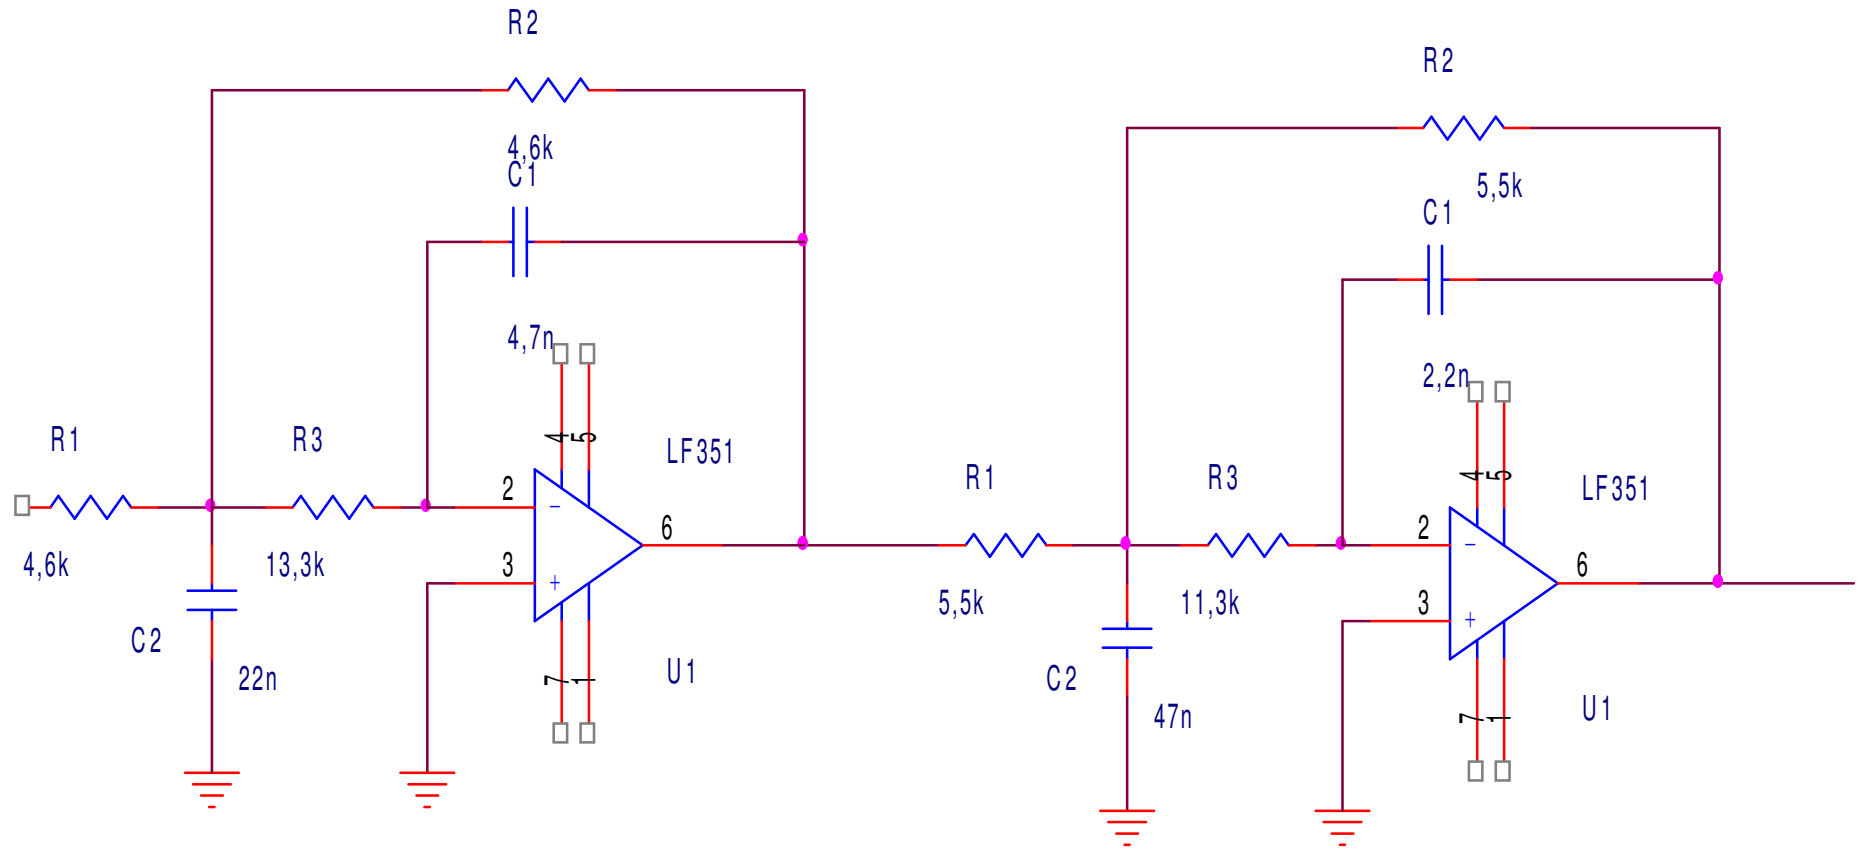 R2
4,6k
C1
4,7n
R1
4,6k
R3
13,3k
C2
22n
2
3
4
5
-
+
7
1
6
LF351
U1
R2
5,5k
C1
2,2n
R1
5,5k
R3
11,3k
C2
47n
2
3
4
5
-
+
7
1
6
LF351
U1